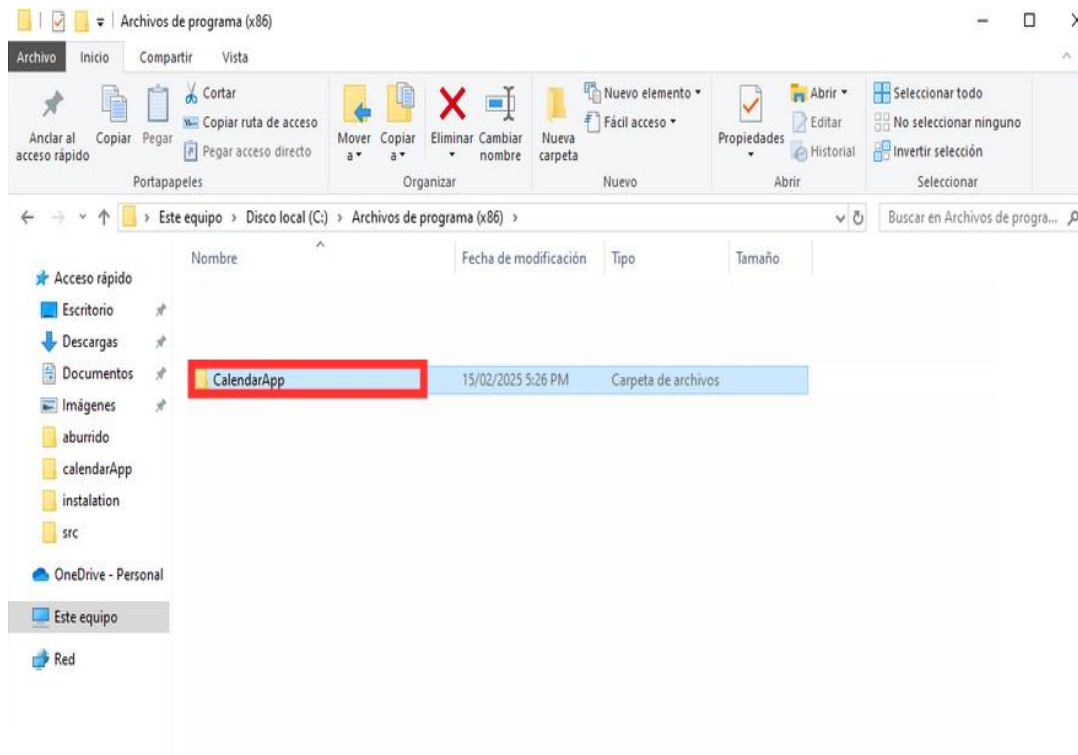 Archivos de programa (x86)
Archivo Inicio Compartir Vista
Anclar al acceso rápido
Copiar
Pegar
Cortar
Copiar ruta de acceso
Pegar acceso directo
Portapapeles
Mover a
Copiar a
Eliminar
Cambiar nombre
Organizar
Nueva carpeta
Nuevo elemento
Fácil acceso
Nuevo
Propiedades
Abrir
Editar
Historial
Abrir
Seleccionar todo
No seleccionar ninguno
Invertir selección
Seleccionar
Este equipo > Disco local (C:) > Archivos de programa (x86) >
Buscar en Archivos de progra...
Nombre Fecha de modificación Tipo Tamaño
Acceso rápido
Escritorio
Descargas
Documentos
Imágenes
aburrido
calendarApp
instalation
src
OneDrive - Personal
Este equipo
Red
CalendarApp 15/02/2025 5:26 PM Carpeta de archivos